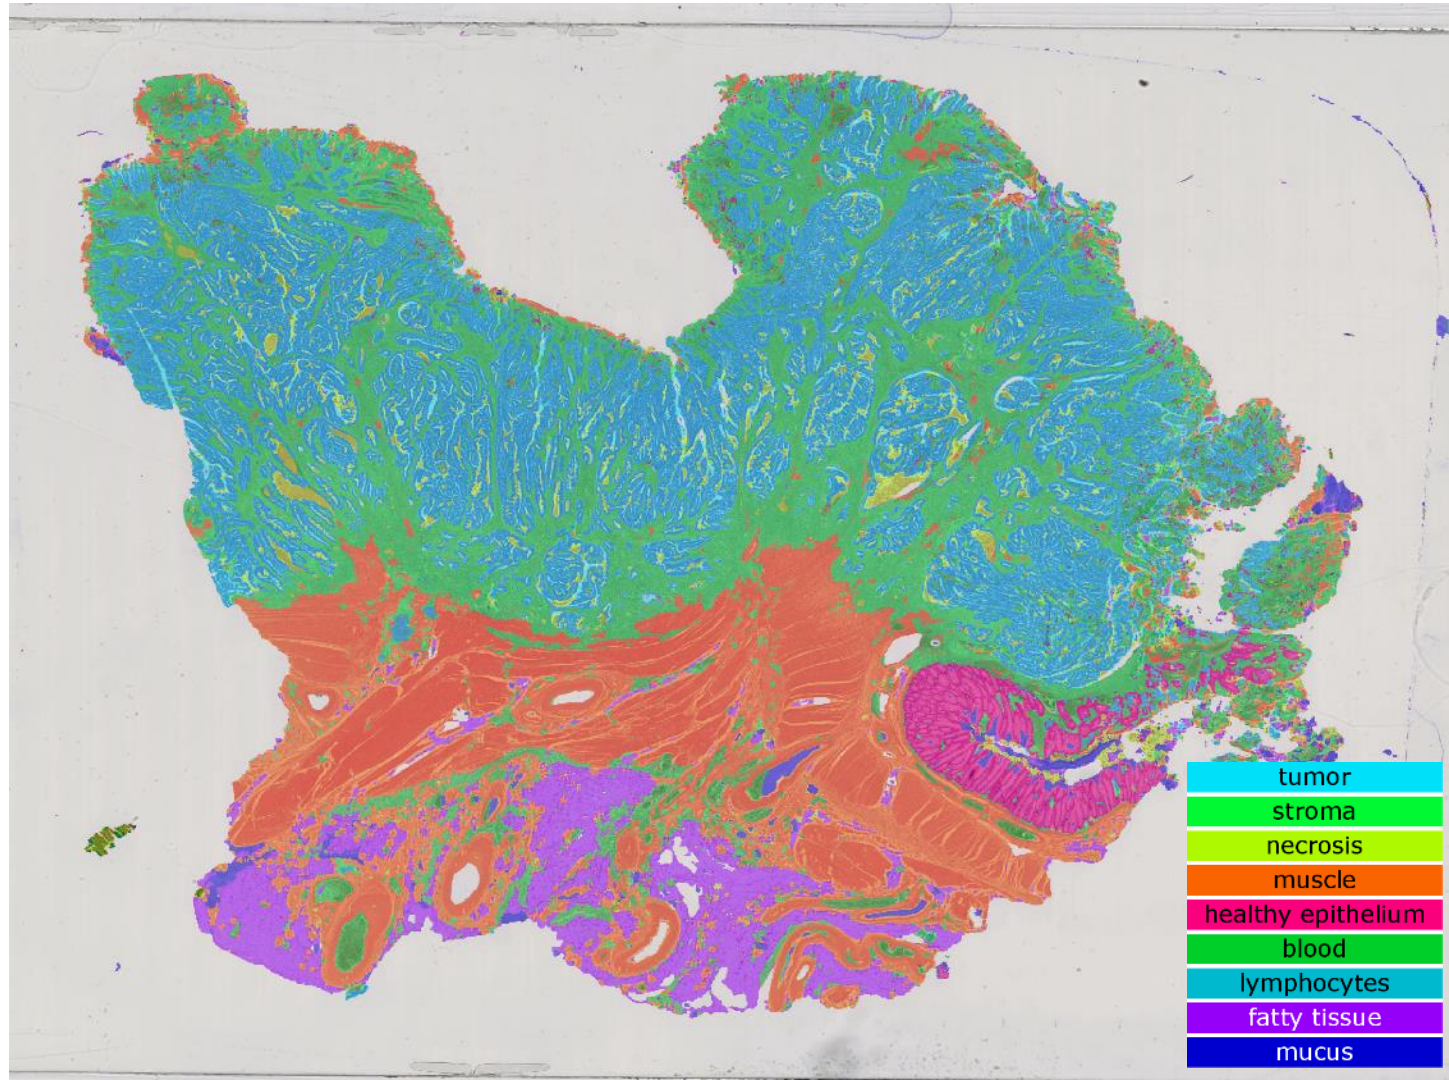 tumor
stroma
necrosis
muscle
healthy epithelium
blood
lymphocytes
fatty tissue
mucus